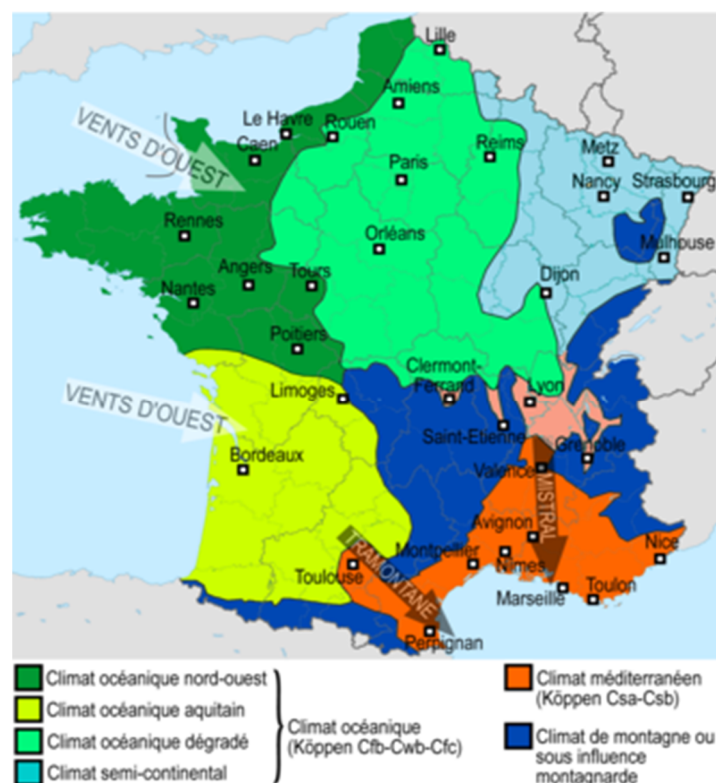 Lille
Amiens
Le Havre
Rouen
Caen
VENTS D'OUEST
Reims
Metz
Paris
Nancy
Strasbourg
Rennes
Orléans
Mulhouse
Angers
Tours
Dijon
Nantes
Poitiers
Limoges
Clermont-
Ferrand
Lyon
VENTS D'OUEST
Saint-Etienne
Grenoble
Bordeaux
Valence
MISTRAL
Avignon
TRAMONTANE
Montpellier
Nîmes
Nice
Toulouse
Marseille
Toulon
Perpignan
Climat océanique nord-ouest
Climat océanique aquitain
Climat océanique dégradé
Climat semi-continental
Climat océanique
(Köppen Cfb-Cwb-Cfc)
Climat méditerranéen
(Köppen Csa-Csb)
Climat de montagne ou
sous influence
montagnarde